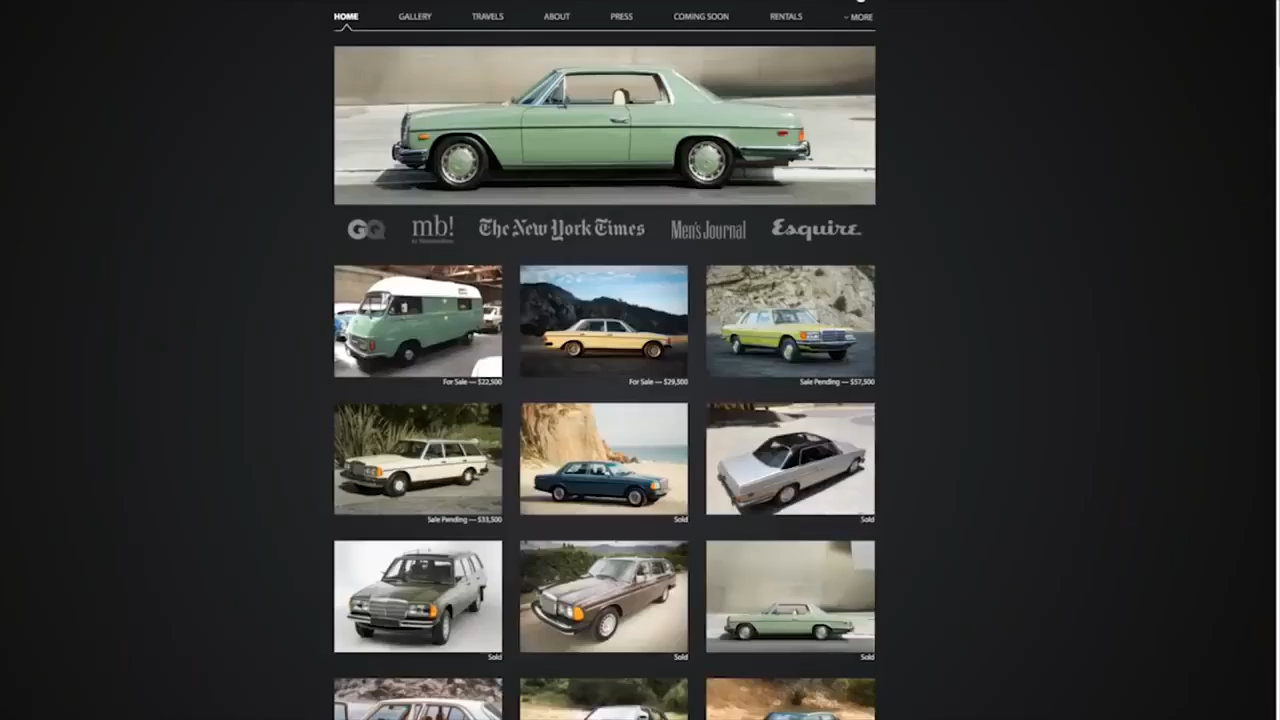 HOME GALLERY TRAVELS ABOUT PRESS COMING SOON RENTALS – MORE
GQ mb! The New York Times Men's Journal Esquire
For Sale — $22,500 For Sale — $29,500 Sale Pending — $57,500
Sale Pending — $33,500 Sold Sold
Sold Sold Sold